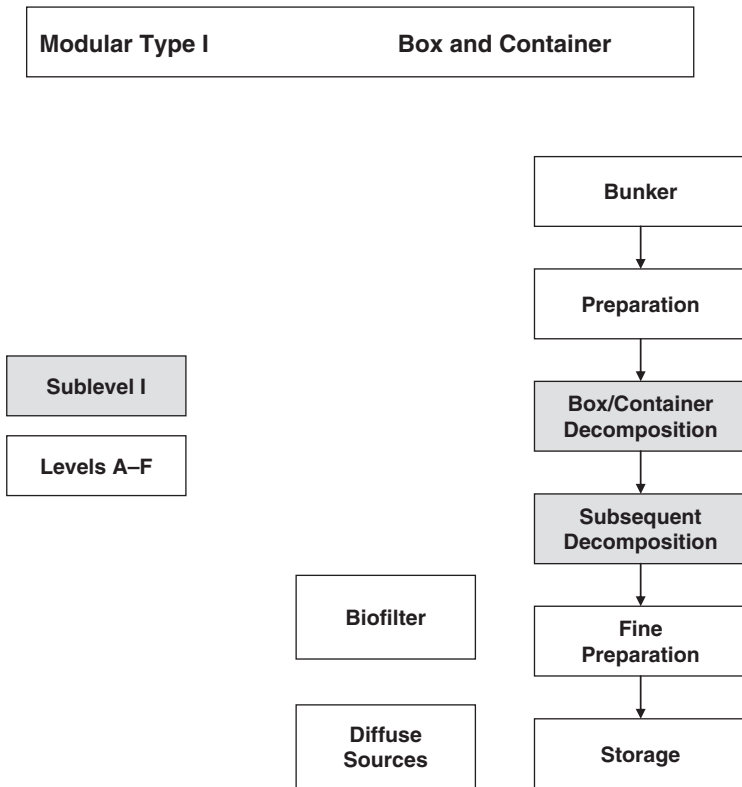 Modular Type I Box and Container
Bunker
Preparation
Sublevel I
Box/Container
Decomposition
Levels A–F
Subsequent
Decomposition
Biofilter
Fine
Preparation
Diffuse
Sources
Storage